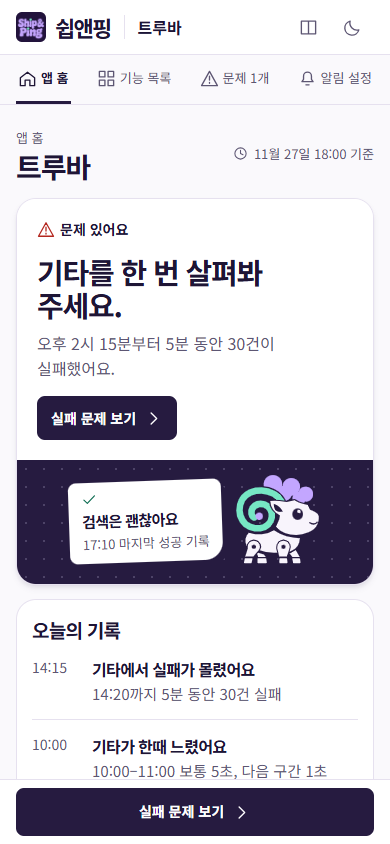 Ship&
Ping
쉽앤핑
트루바
앱 홈
기능 목록
문제 1개
알림 설정
앱 홈
트루바
11월 27일 18:00 기준
문제 있어요
기타를 한 번 살펴봐
주세요.
오후 2시 15분부터 5분 동안 30건이
실패했어요.
실패 문제 보기
검색은 괜찮아요
17:10 마지막 성공 기록
오늘의 기록
14:15
기타에서 실패가 몰렸어요
14:20까지 5분 동안 30건 실패
10:00
기타가 한때 느렸어요
10:00–11:00 보통 5초, 다음 구간 1초
실패 문제 보기